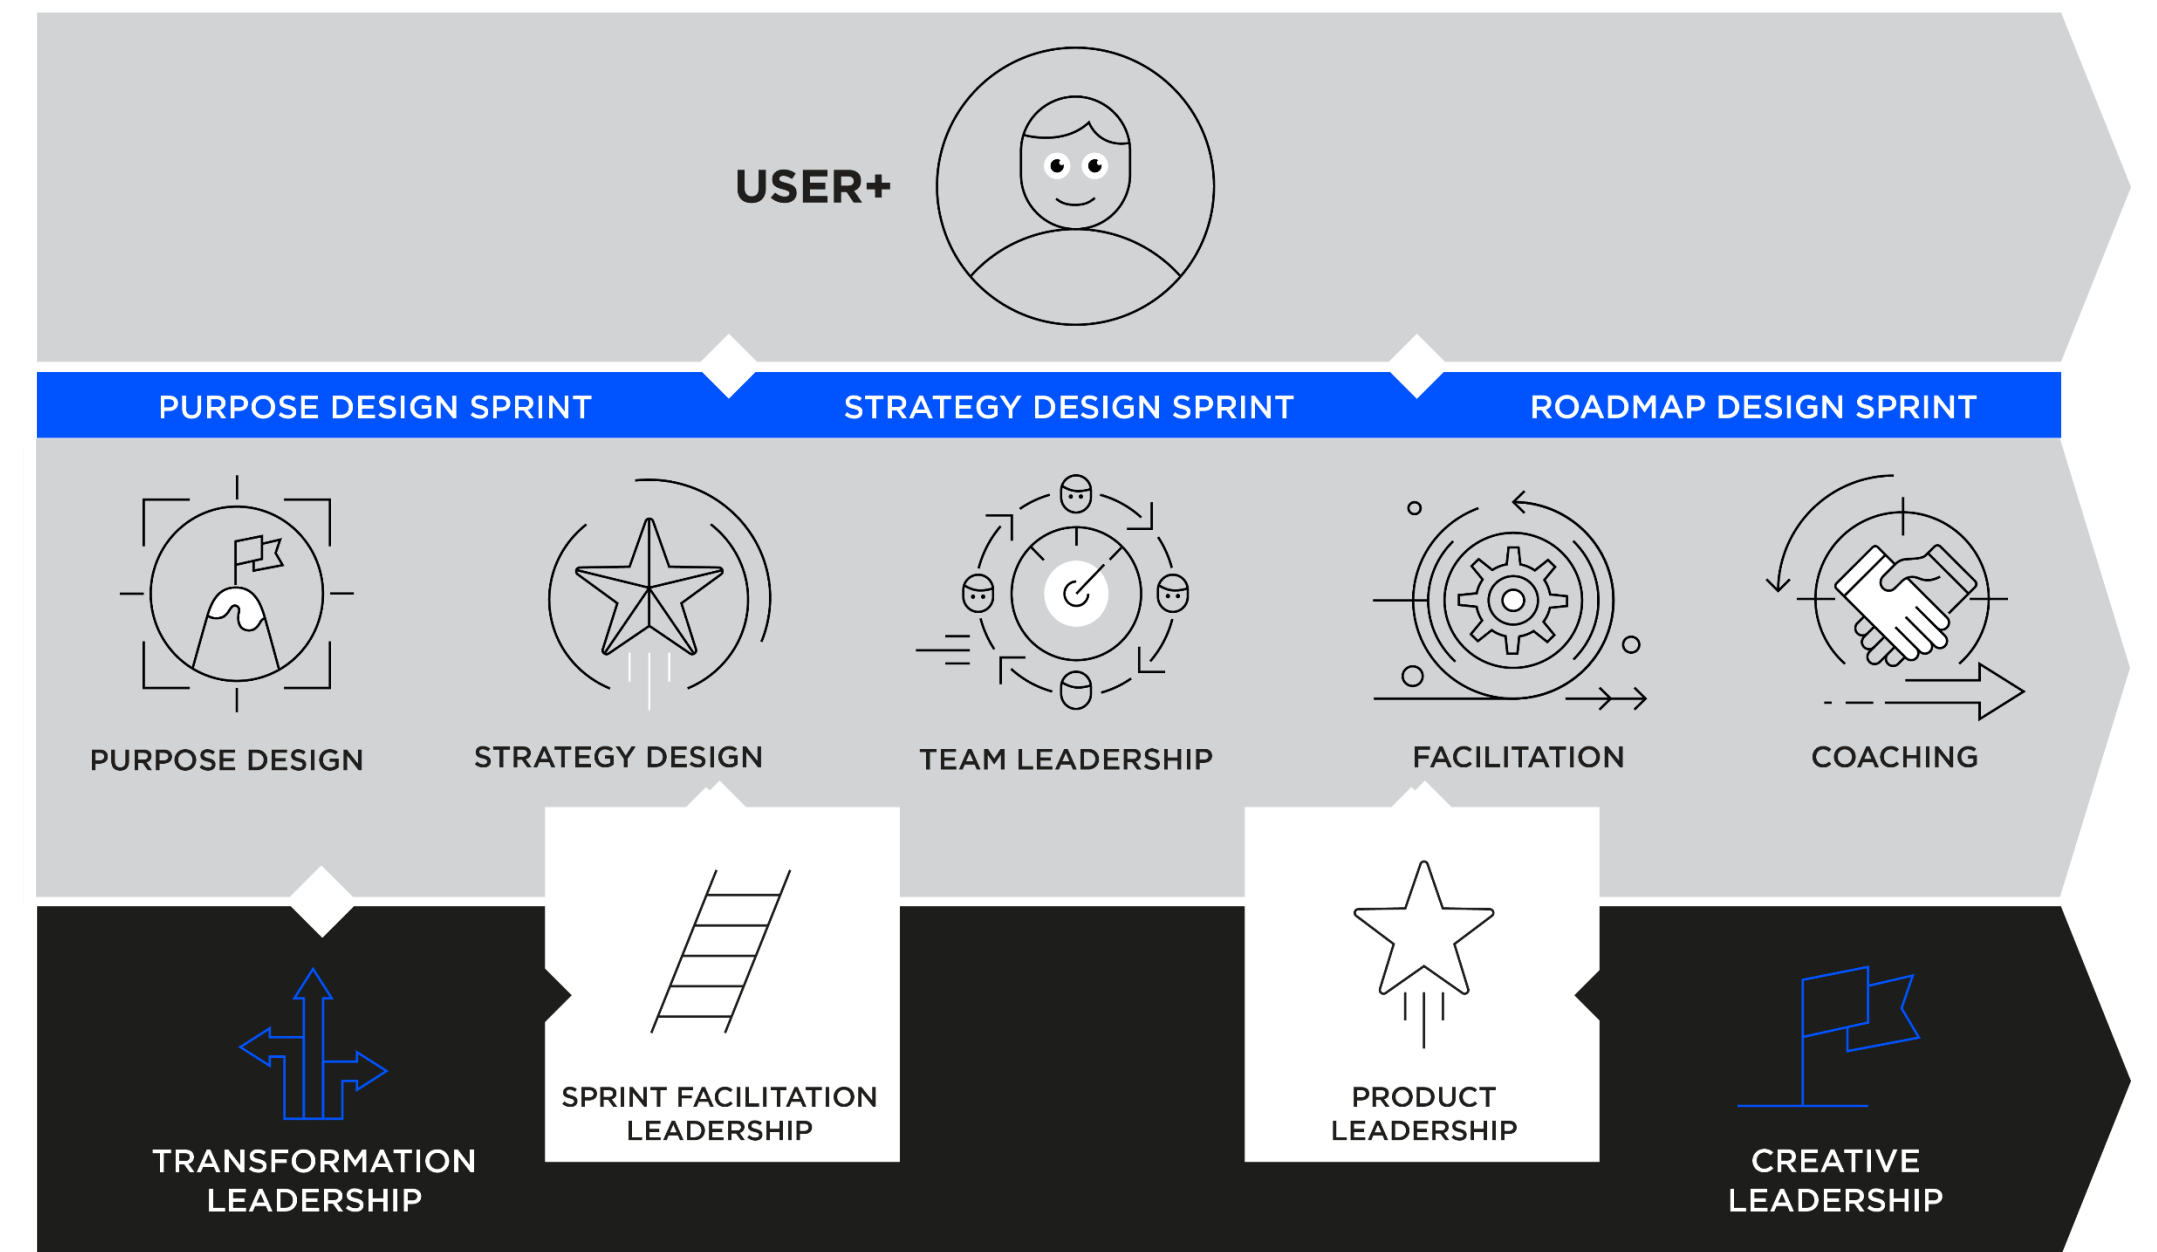 USER+
PURPOSE DESIGN SPRINT
STRATEGY DESIGN SPRINT
ROADMAP DESIGN SPRINT
PURPOSE DESIGN
STRATEGY DESIGN
TEAM LEADERSHIP
FACILITATION
COACHING
TRANSFORMATION
LEADERSHIP
SPRINT FACILITATION
LEADERSHIP
PRODUCT
LEADERSHIP
CREATIVE
LEADERSHIP